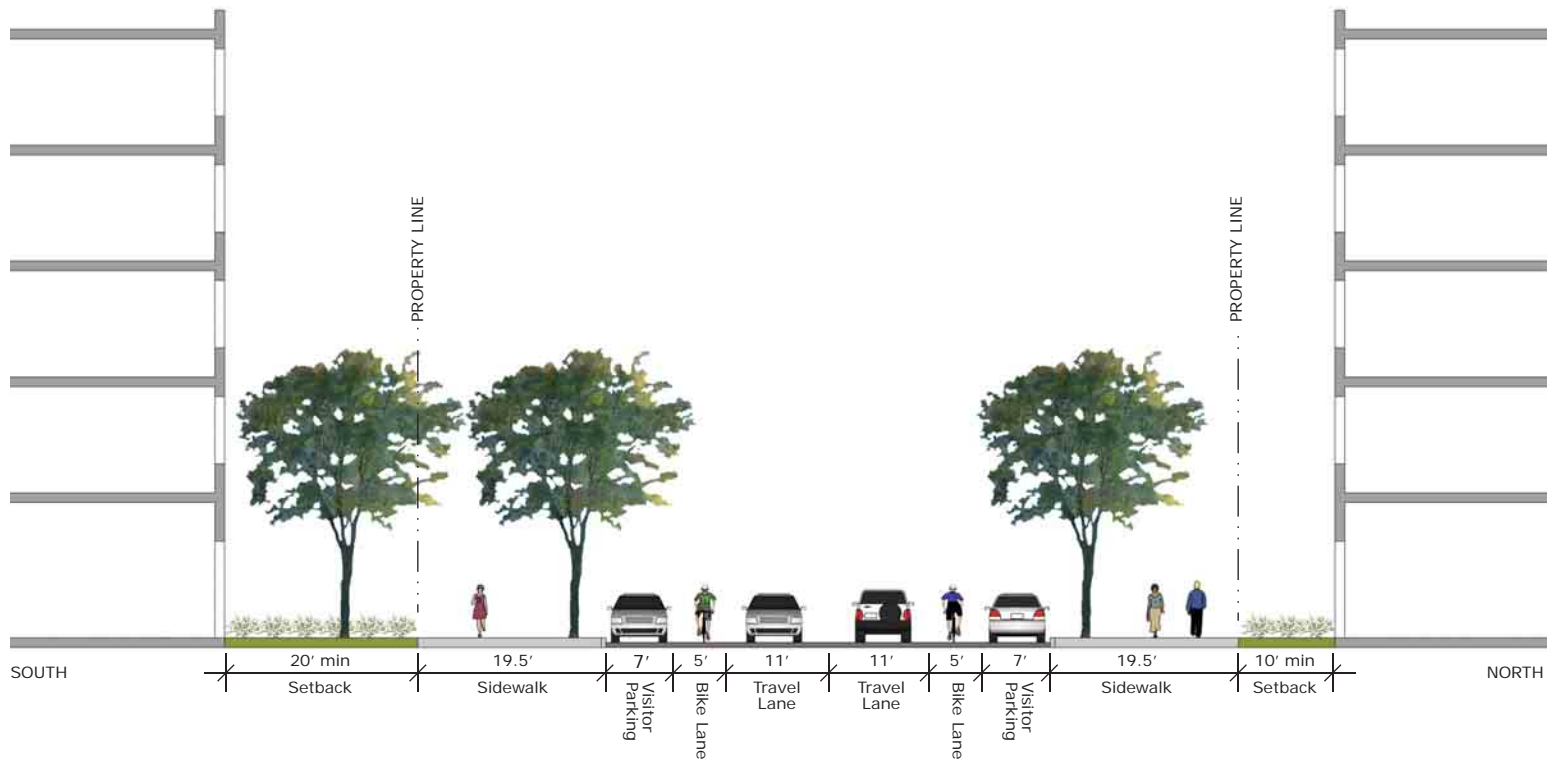 PROPERTY LINE
PROPERTY LINE
SOUTH
20' min
19.5'
7'
5'
11'
11'
5'
7'
19.5'
10' min
NORTH
Setback
Sidewalk
Visitor
Parking
Bike Lane
Travel
Lane
Travel
Lane
Bike Lane
Visitor
Parking
Sidewalk
Setback